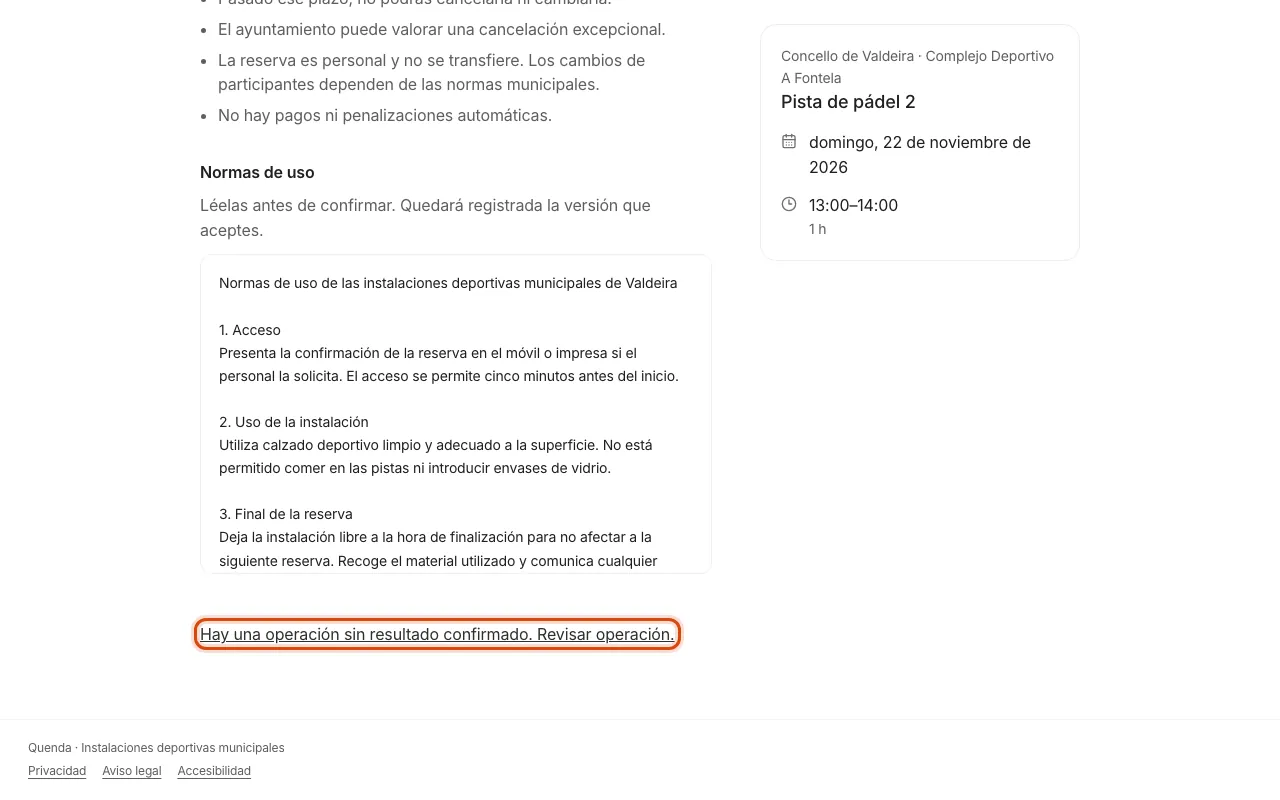 Pasado ese plazo, no podrás cancelarla ni cambiarla.
El ayuntamiento puede valorar una cancelación excepcional.
La reserva es personal y no se transfiere. Los cambios de
participantes dependen de las normas municipales.
No hay pagos ni penalizaciones automáticas.
Normas de uso
Léelas antes de confirmar. Quedará registrada la versión que
aceptes.
Normas de uso de las instalaciones deportivas municipales de Valdeira
1. Acceso
Presenta la confirmación de la reserva en el móvil o impresa si el
personal la solicita. El acceso se permite cinco minutos antes del inicio.
2. Uso de la instalación
Utiliza calzado deportivo limpio y adecuado a la superficie. No está
permitido comer en las pistas ni introducir envases de vidrio.
3. Final de la reserva
Deja la instalación libre a la hora de finalización para no afectar a la
siguiente reserva. Recoge el material utilizado y comunica cualquier
Hay una operación sin resultado confirmado. Revisar operación.
Concello de Valdeira · Complejo Deportivo
A Fontela
Pista de pádel 2
domingo, 22 de noviembre de
2026
13:00–14:00
1 h
Quenda · Instalaciones deportivas municipales
Privacidad Aviso legal Accesibilidad